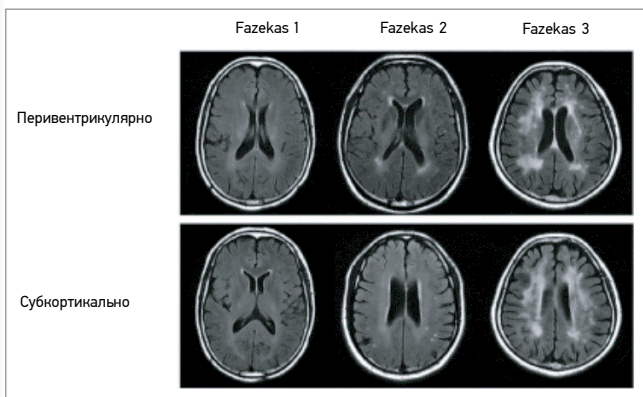 Fazekas 1 Fazekas 2 Fazekas 3
Перивентрикулярно
Субкортикально